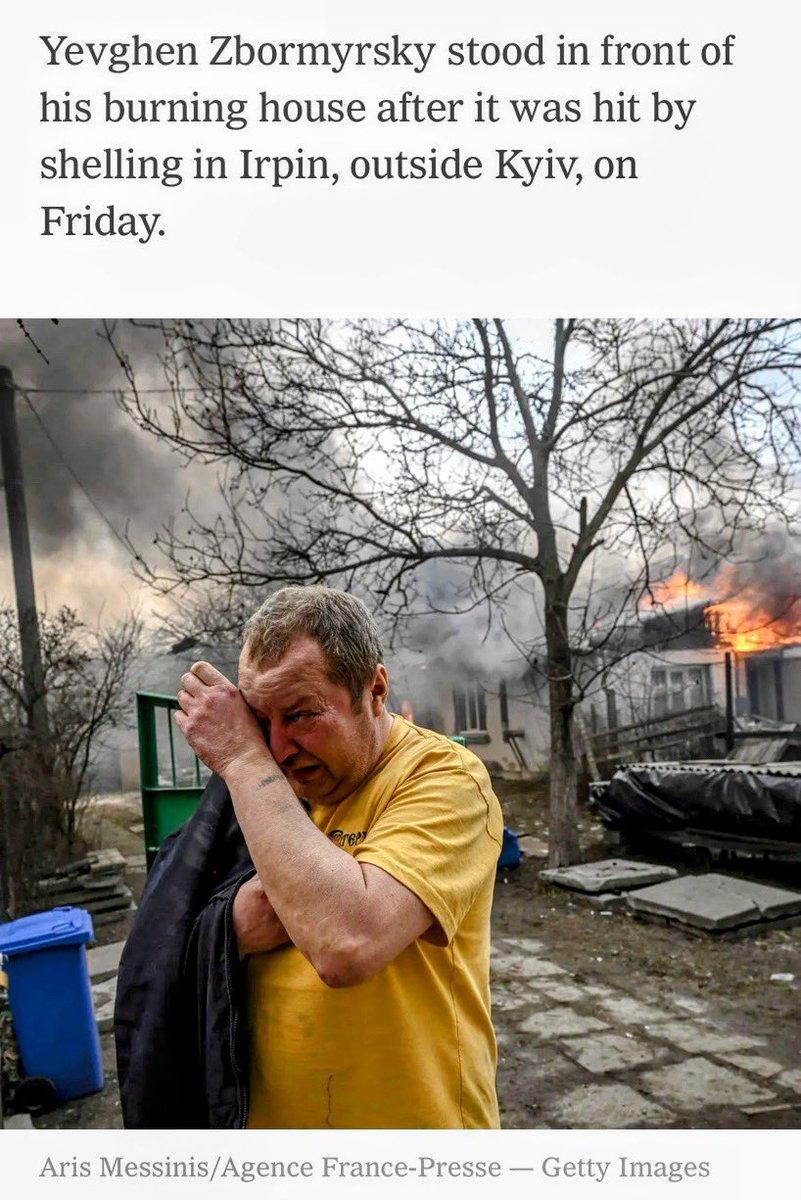 Yevghen Zbormyrsky stood in front of
his burning house after it was hit by
shelling in Irpin, outside Kyiv, on
Friday.
Aris Messinis/Agence France-Presse — Getty Images